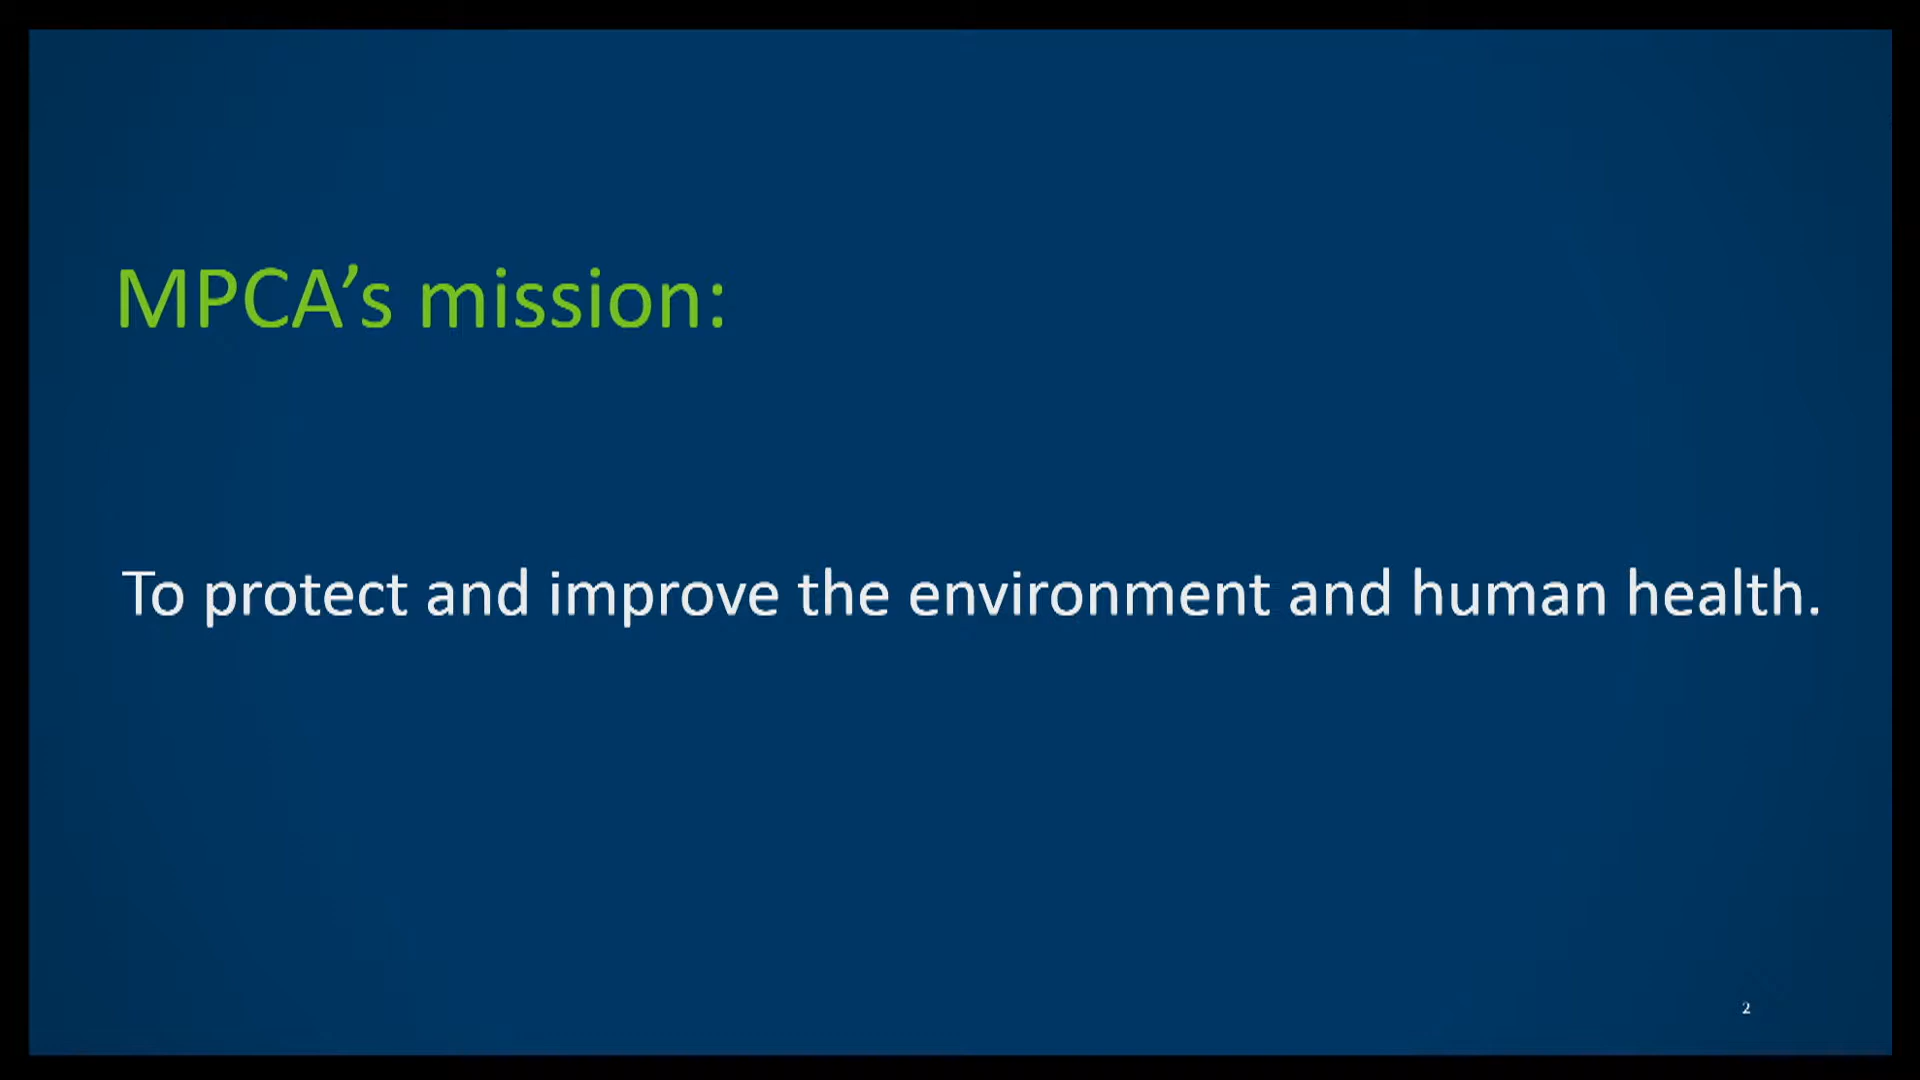 MPCA’s mission:
To protect and improve the environment and human health.
2